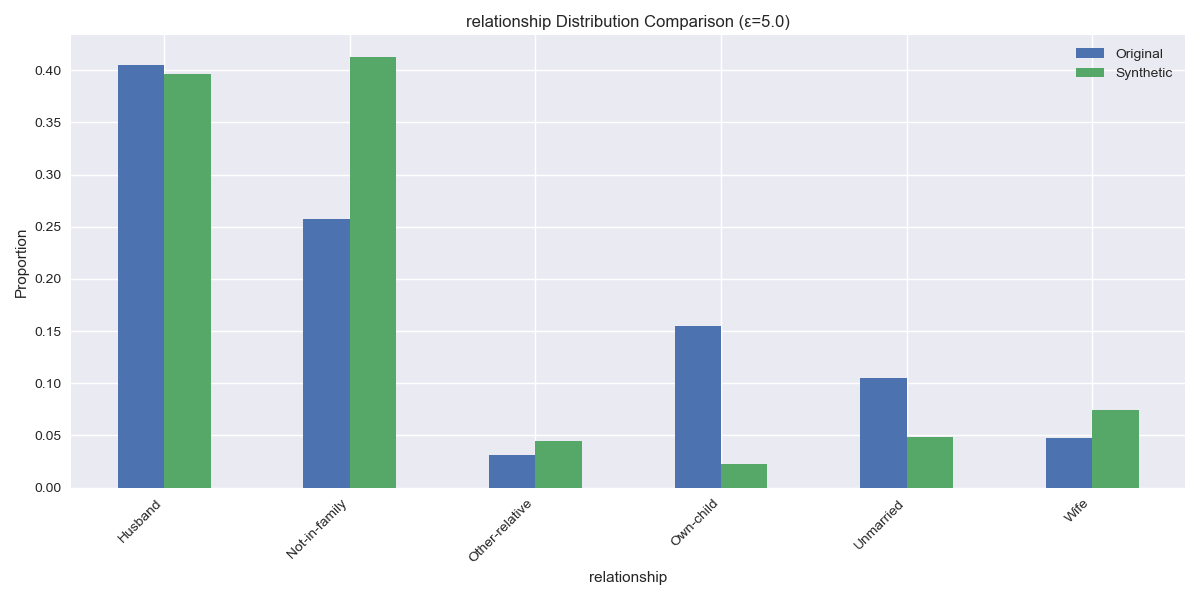 relationship Distribution Comparison (ε=5.0)
Original
Synthetic
Proportion
0.40
0.35
0.30
0.25
0.20
0.15
0.10
0.05
0.00
Husband
Not-in-family
Other-relative
Own-child
Unmarried
Wife
relationship